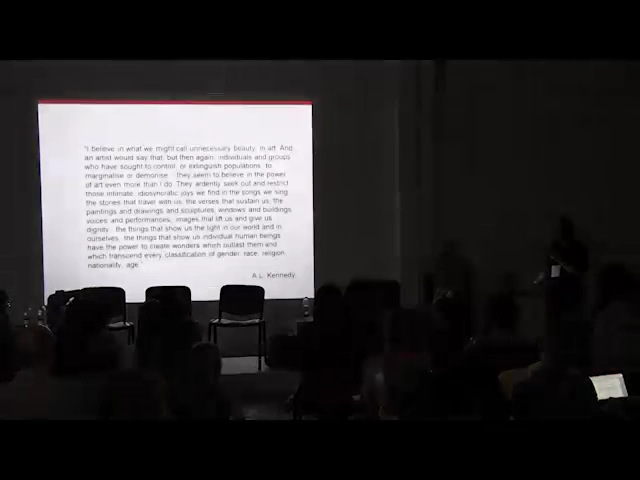 "I believe in what we might call unnecessary beauty, in art. And
an artist would say that, but then again, individuals and groups
who have sought to control, or extinguish populations, to
marginalise or demonise - they seem to believe in the power
of art even more than I do. They ardently seek out and restrict
those intimate, idiosyncratic joys we find in the songs we sing,
the stories that travel with us, the verses that sustain us, the
paintings and drawings and sculptures, windows and buildings,
voices and performances, images that lift us and give us
dignity - the things that show us the light in our world and in
ourselves, the things that show us individual human beings
have the power to create wonders which outlast them and
which transcend every classification of gender, race, religion,
nationality, age."
A.L. Kennedy